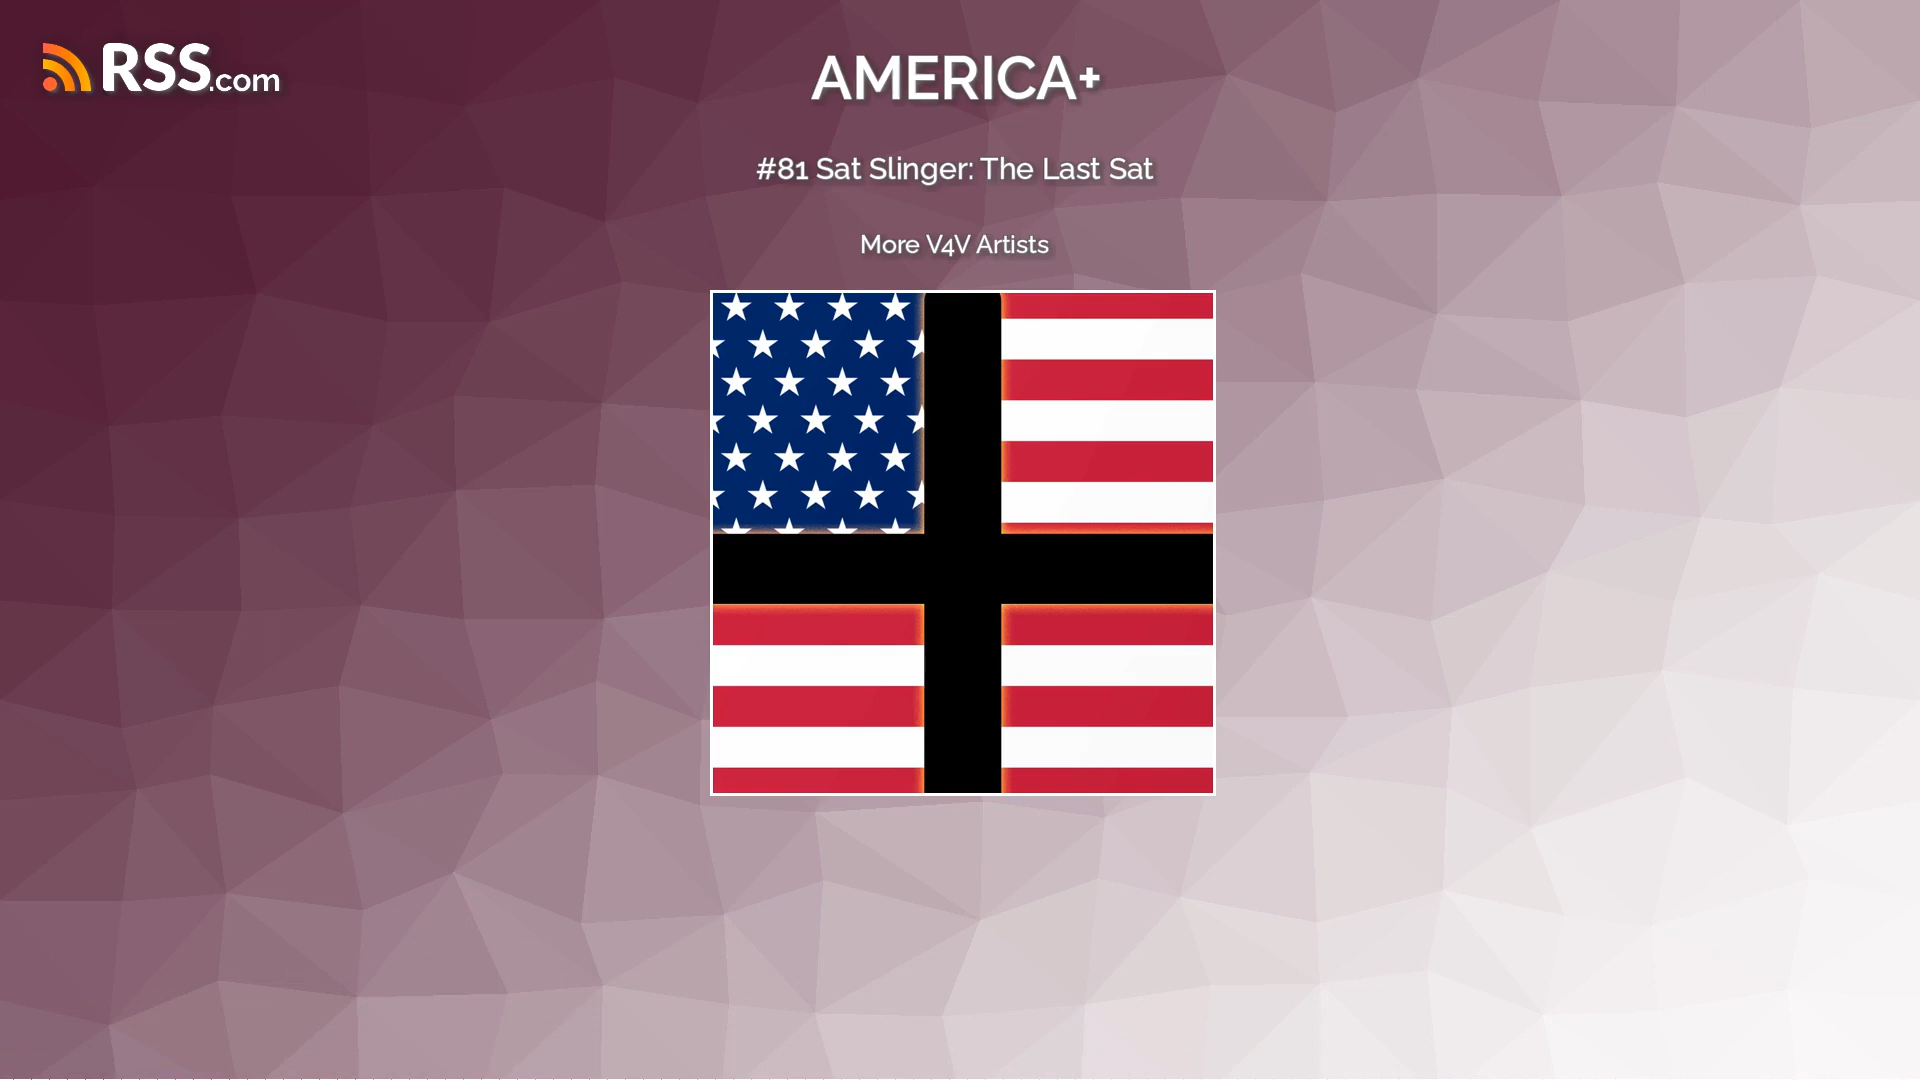 RSS.com
AMERICA+
#81 Sat Slinger: The Last Sat
More V4V Artists